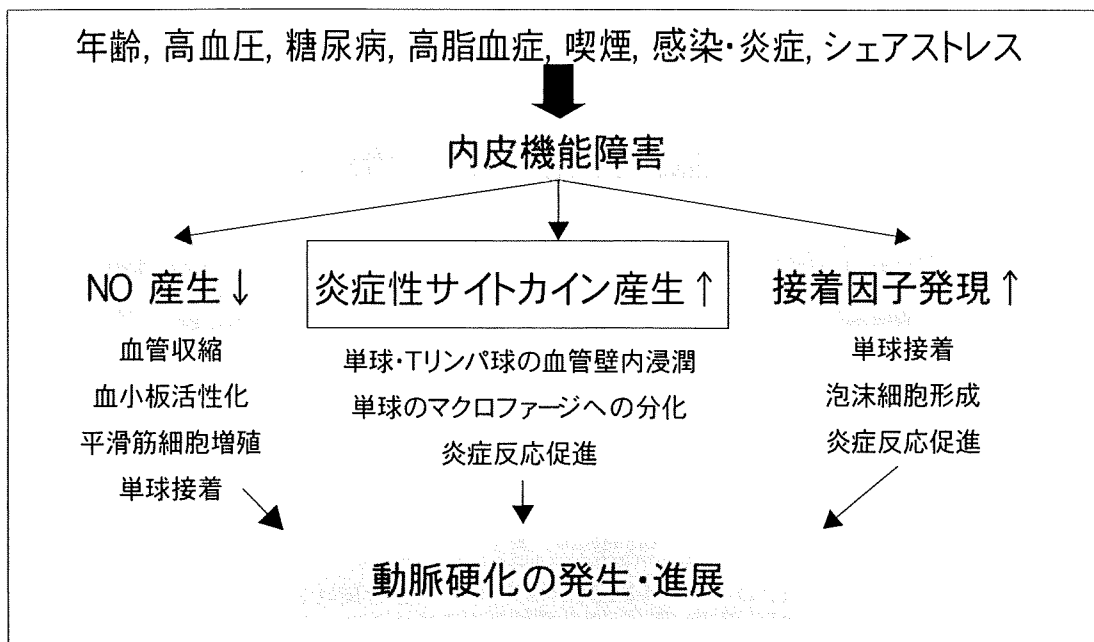 年齢, 高血圧, 糖尿病, 高脂血症, 喫煙, 感染・炎症, シェアストレス
内皮機能障害
NO 産生↓
血管収縮
血小板活性化
平滑筋細胞増殖
単球接着
炎症性サイトカイン産生↑
単球・Tリンパ球の血管壁内浸潤
単球のマクロファージへの分化
炎症反応促進
接着因子発現↑
単球接着
泡沫細胞形成
炎症反応促進
動脈硬化の発生・進展